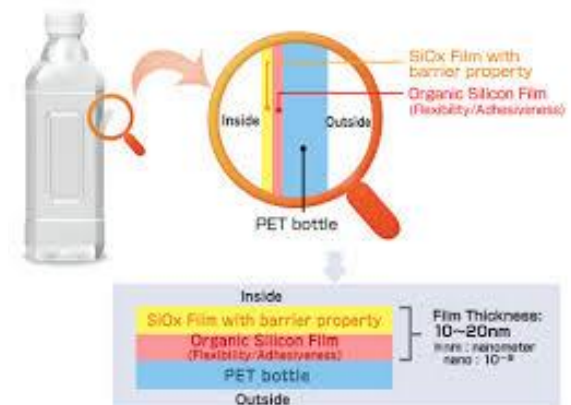 SiOx Film with
barrier property
Organic Silicon Film
(Flexibility/Adhesiveness)
Inside
Outside
PET bottle
Inside
SiOx Film with barrier property
Organic Silicon Film
(Flexibility/Adhesiveness)
PET bottle
Outside
Film Thickness:
10~20nm
: nanometer
nano : 10⁻⁹